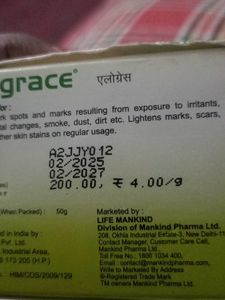 grace® एलोग्रेस
or :
rk spots and marks resulting from exposure to irritants,
tal changes, smoke, dust, dirt etc. Lightens marks, scars,
ther skin stains on regular usage.
A2JJY012
02/2025
02/2027
200.00, ₹ 4.00/g
When Packed) : 50g
Marketed by :
LIFE MANKIND
Division of Mankind Pharma Ltd.
208, Okhla Industrial Estate-3, New Delhi-11
Contact Manager, Customer Care Cell,
Mankind Pharma Ltd.
Toll Free No.: 1800 1034 400,
E-mail: contact@mankindpharma.com
Write to MARKETED BY Address
®-Registered Trade Mark
TM owners Mankind Pharma Ltd.
d in India by :
Pvt. Ltd.
Industrial Area,
173 205 (H.P.)
o.: HIM/COS/2009/129